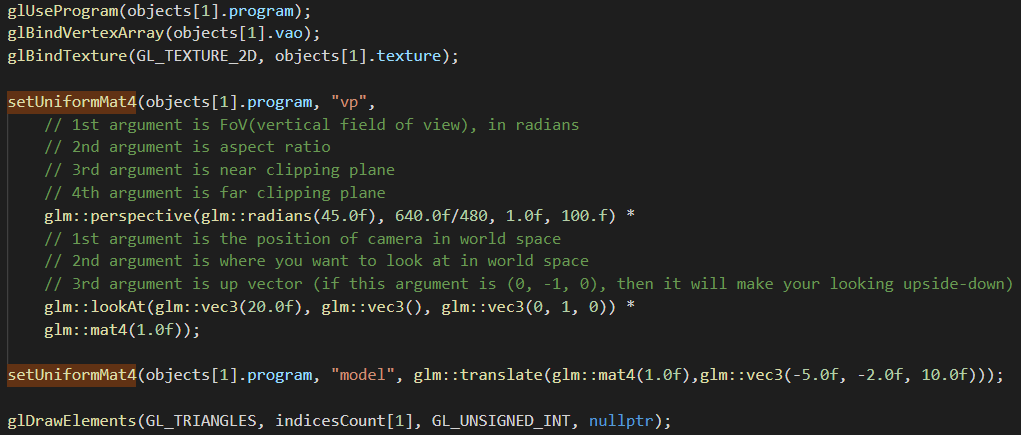 glUseProgram(objects[1].program);
glBindVertexArray(objects[1].vao);
glBindTexture(GL_TEXTURE_2D, objects[1].texture);
setUniformMat4(objects[1].program, "vp",
// 1st argument is FoV(vertical field of view), in radians
// 2nd argument is aspect ratio
// 3rd argument is near clipping plane
// 4th argument is far clipping plane
glm::perspective(glm::radians(45.0f), 640.0f/480, 1.0f, 100.f) *
// 1st argument is the position of camera in world space
// 2nd argument is where you want to look at in world space
// 3rd argument is up vector (if this argument is (0, -1, 0), then it will make your looking upside-down)
glm::lookAt(glm::vec3(20.0f), glm::vec3(), glm::vec3(0, 1, 0)) *
glm::mat4(1.0f));
setUniformMat4(objects[1].program, "model", glm::translate(glm::mat4(1.0f),glm::vec3(-5.0f, -2.0f, 10.0f)));
glDrawElements(GL_TRIANGLES, indicesCount[1], GL_UNSIGNED_INT, nullptr);